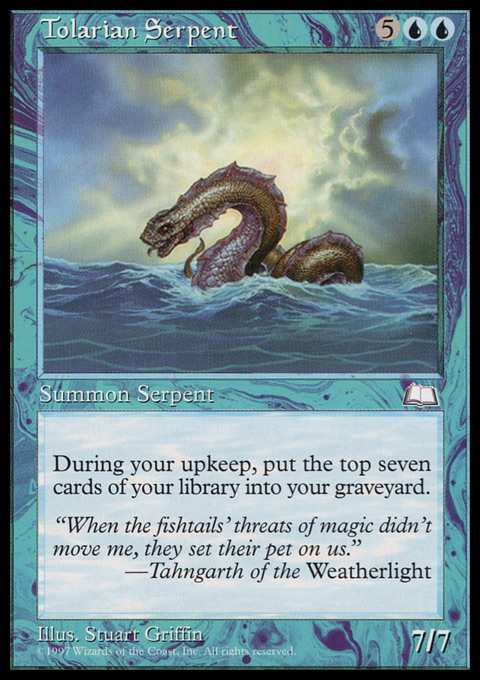 Tolarian Serpent 5
Summon Serpent
During your upkeep, put the top seven
cards of your library into your graveyard.
“When the fishtails’ threats of magic didn’t
move me, they set their pet on us.”
—Tahngarth of the Weatherlight
Illus. Stuart Griffin 7/7
©1997 Wizards of the Coast, Inc. All rights reserved.